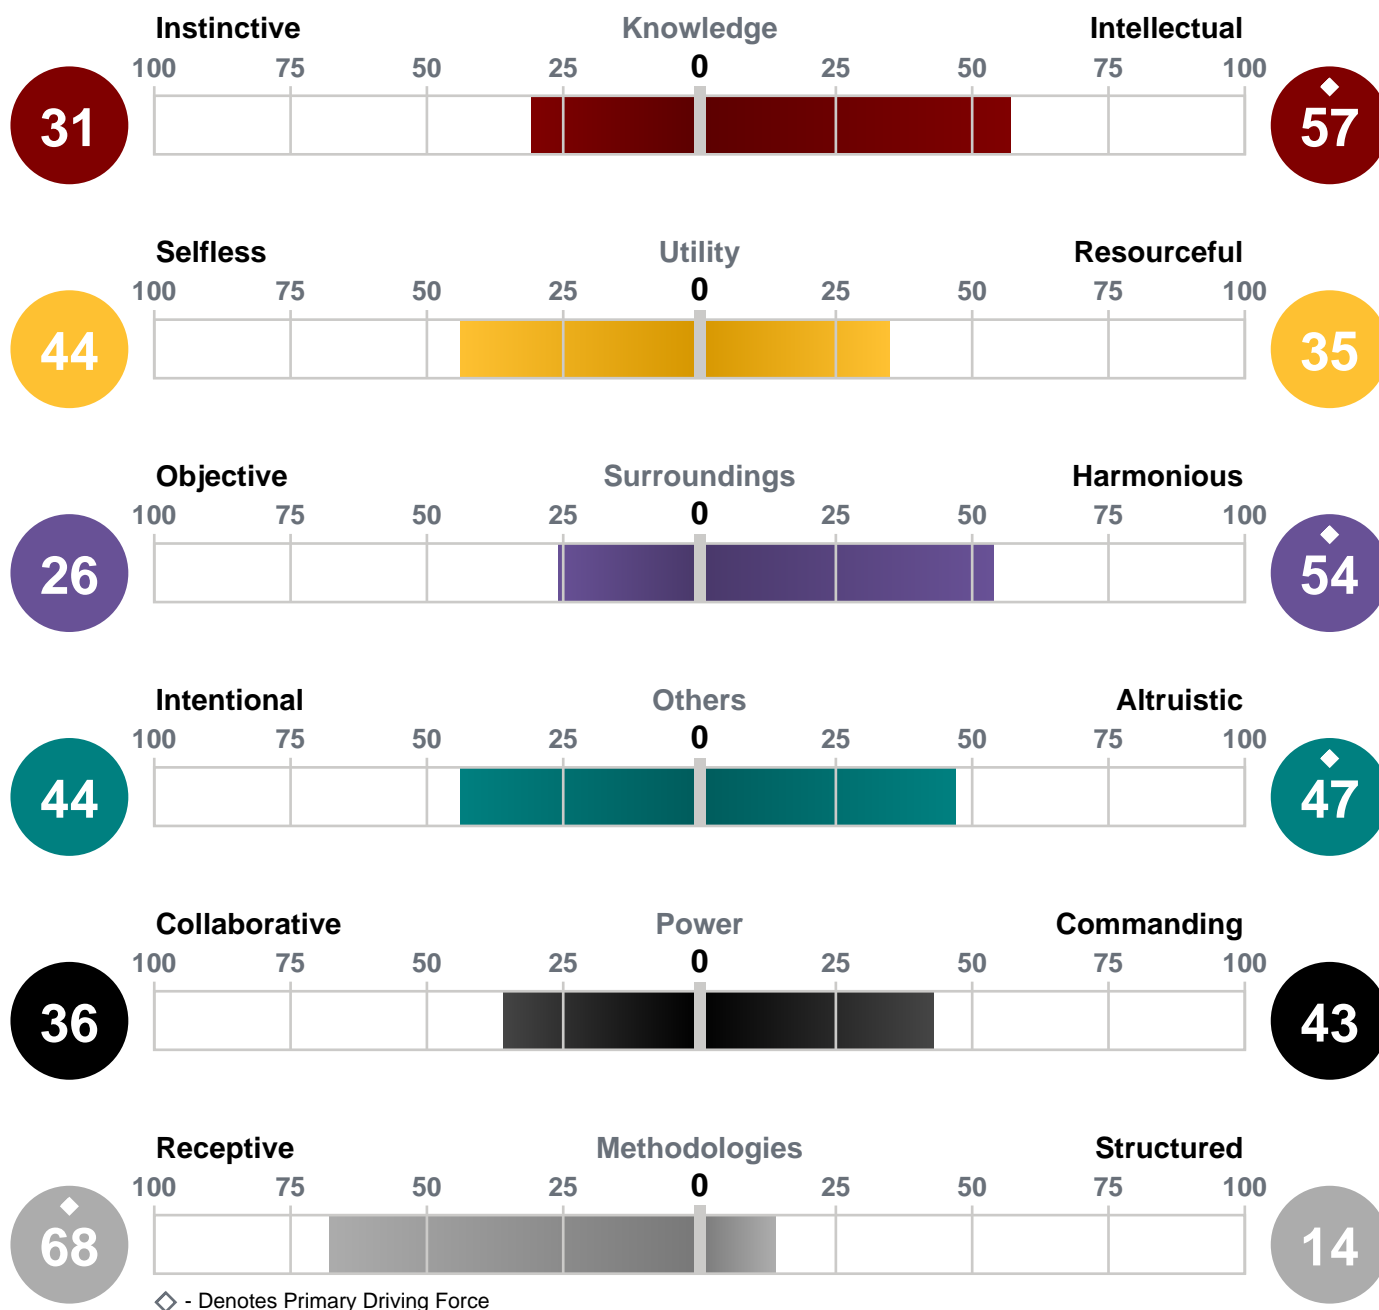 Instinctive Knowledge Intellectual
100 75 50 25 0 25 50 75 100
31 57
Selfless Utility Resourceful
100 75 50 25 0 25 50 75 100
44 35
Objective Surroundings Harmonious
100 75 50 25 0 25 50 75 100
26 54
Intentional Others Altruistic
100 75 50 25 0 25 50 75 100
44 47
Collaborative Power Commanding
100 75 50 25 0 25 50 75 100
36 43
Receptive Methodologies Structured
100 75 50 25 0 25 50 75 100
68 14
- Denotes Primary Driving Force